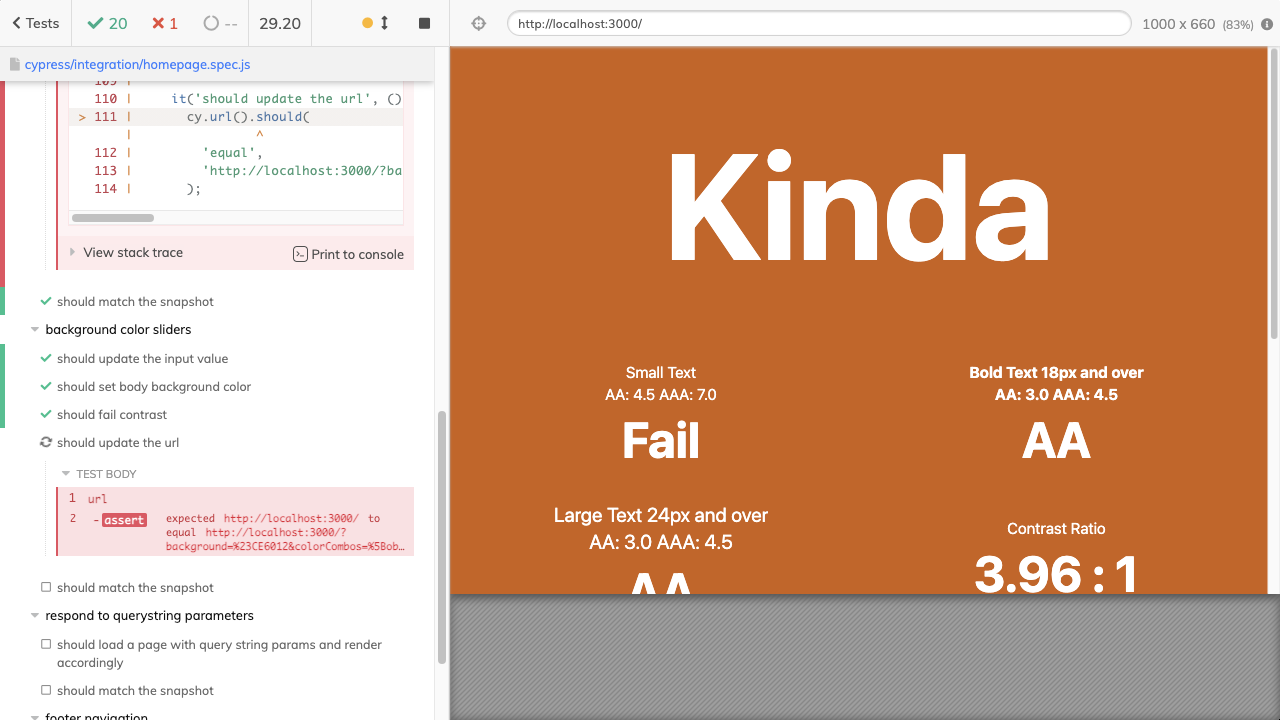 Tests
20
1
--
29.20
http://localhost:3000/
1000 x 660 (83%)
cypress/integration/homepage.spec.js
109 |
110 |     it('should update the url', ()
> 111 |       cy.url().should(
|                ^
112 |         'equal',
113 |         'http://localhost:3000/?ba
114 |       );
View stack trace
Print to console
should match the snapshot
background color sliders
should update the input value
should set body background color
should fail contrast
should update the url
TEST BODY
1 url
2 -assert expected http://localhost:3000/ to
equal http://localhost:3000/?
background=%23CE6012&colorCombos=%5Bob…
should match the snapshot
respond to querystring parameters
should load a page with query string params and render
accordingly
should match the snapshot
footer navigation
Kinda
Small Text
AA: 4.5 AAA: 7.0
Fail
Bold Text 18px and over
AA: 3.0 AAA: 4.5
AA
Large Text 24px and over
AA: 3.0 AAA: 4.5
AA
Contrast Ratio
3.96 : 1